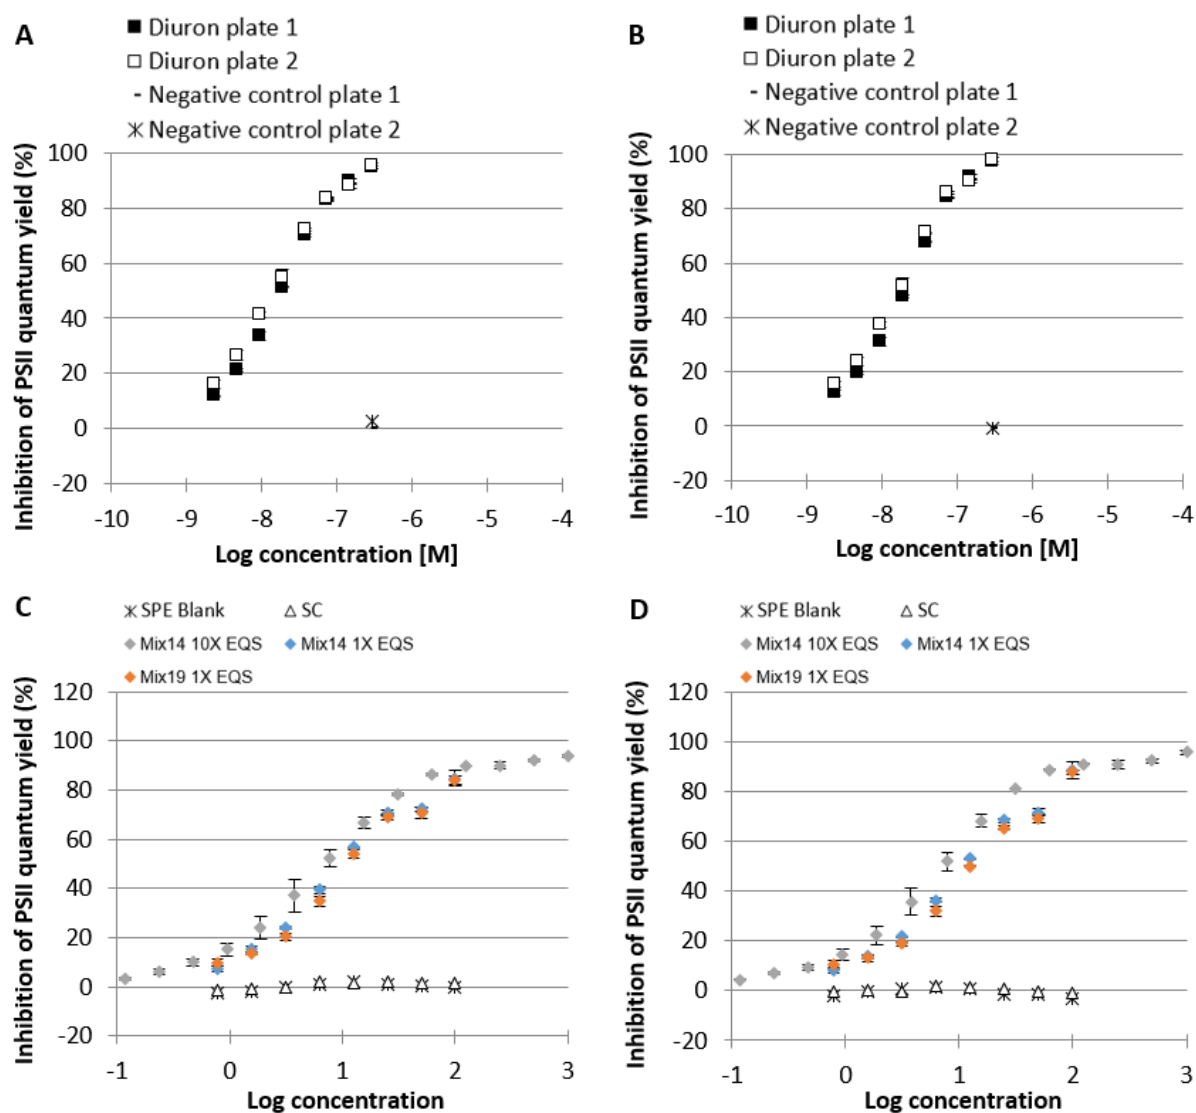 A
■ Diuron plate 1
□ Diuron plate 2
- Negative control plate 1
Negative control plate 2
Inhibition of PSII quantum yield (%)
100
80
60
40
20
0
-20
-10 -9 -8 -7 -6 -5 -4
Log concentration [M]
B
■ Diuron plate 1
□ Diuron plate 2
- Negative control plate 1
Negative control plate 2
Inhibition of PSII quantum yield (%)
100
80
60
40
20
0
-20
-10 -9 -8 -7 -6 -5 -4
Log concentration [M]
C
SPE Blank SC
Mix14 10X EQS Mix14 1X EQS
Mix19 1X EQS
Inhibition of PSII quantum yield (%)
120
100
80
60
40
20
0
-20
-1 0 1 2 3
Log concentration
D
SPE Blank SC
Mix14 10X EQS Mix14 1X EQS
Mix19 1X EQS
Inhibition of PSII quantum yield (%)
120
100
80
60
40
20
0
-20
-1 0 1 2 3
Log concentration